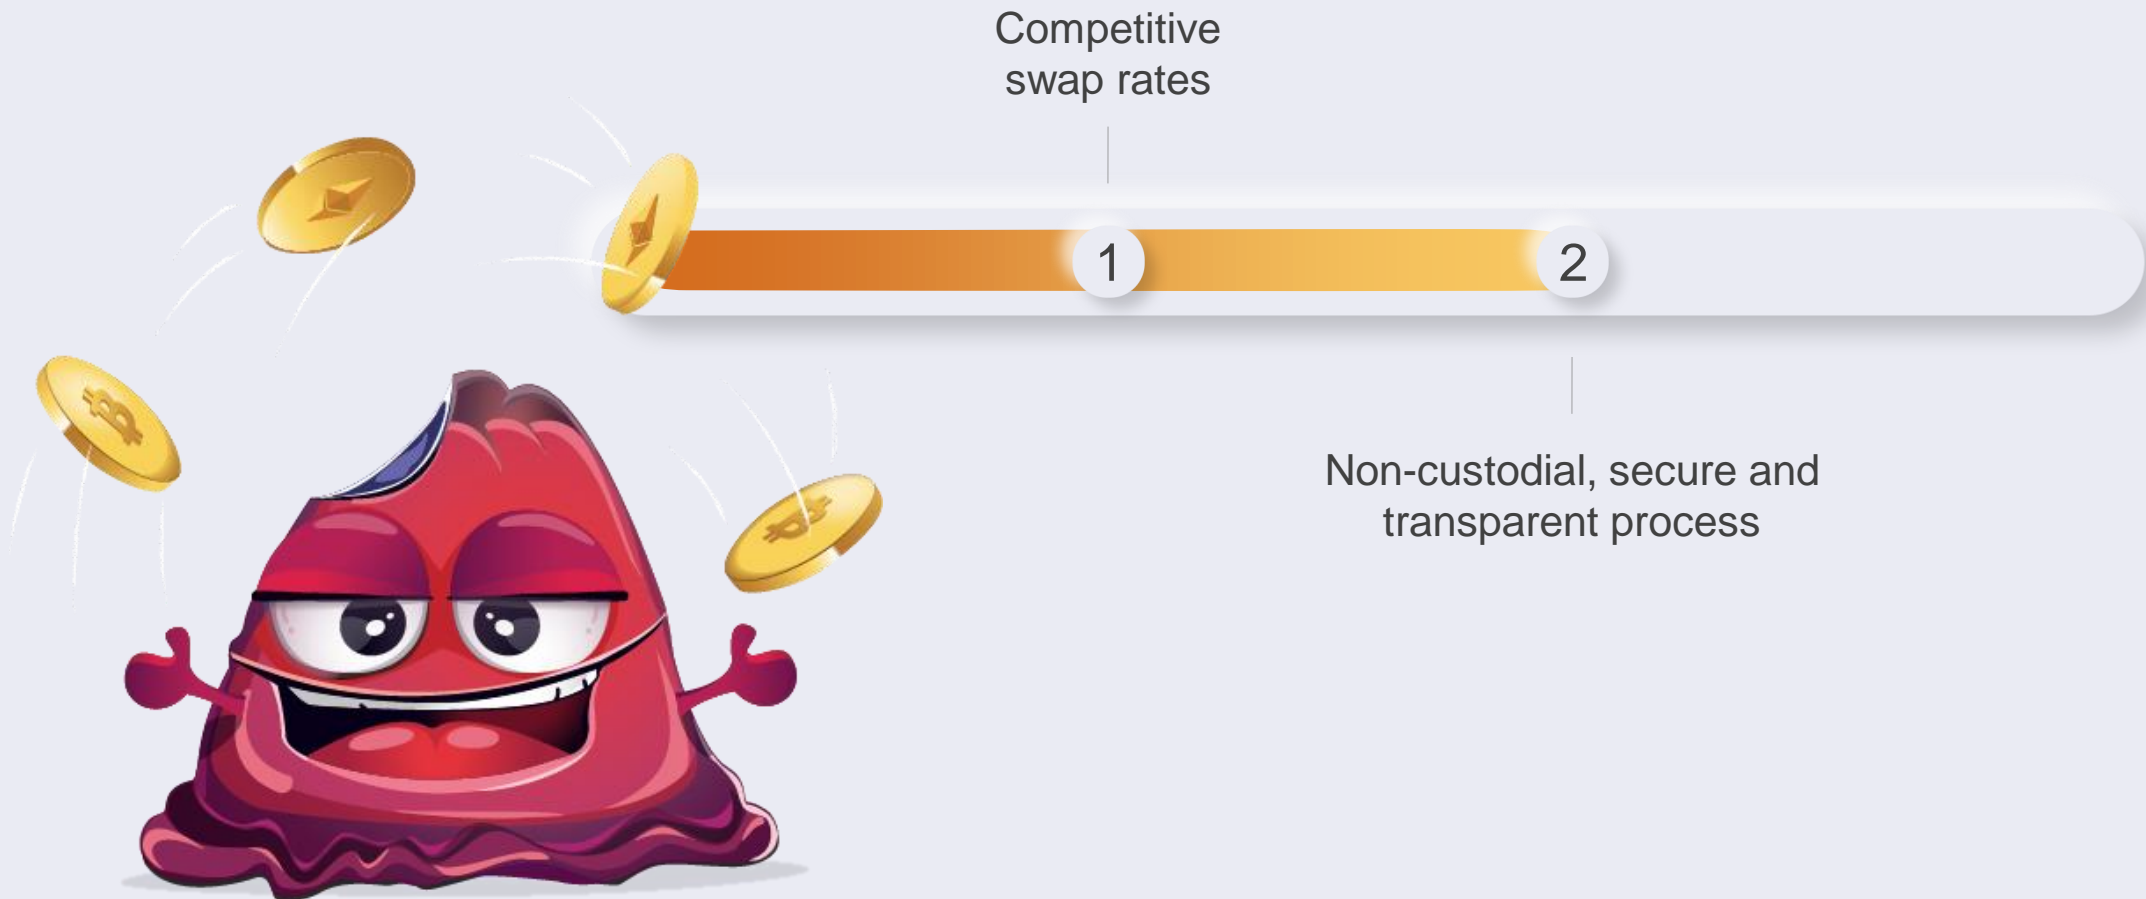 Competitive
swap rates
1
2
Non-custodial, secure and
transparent process